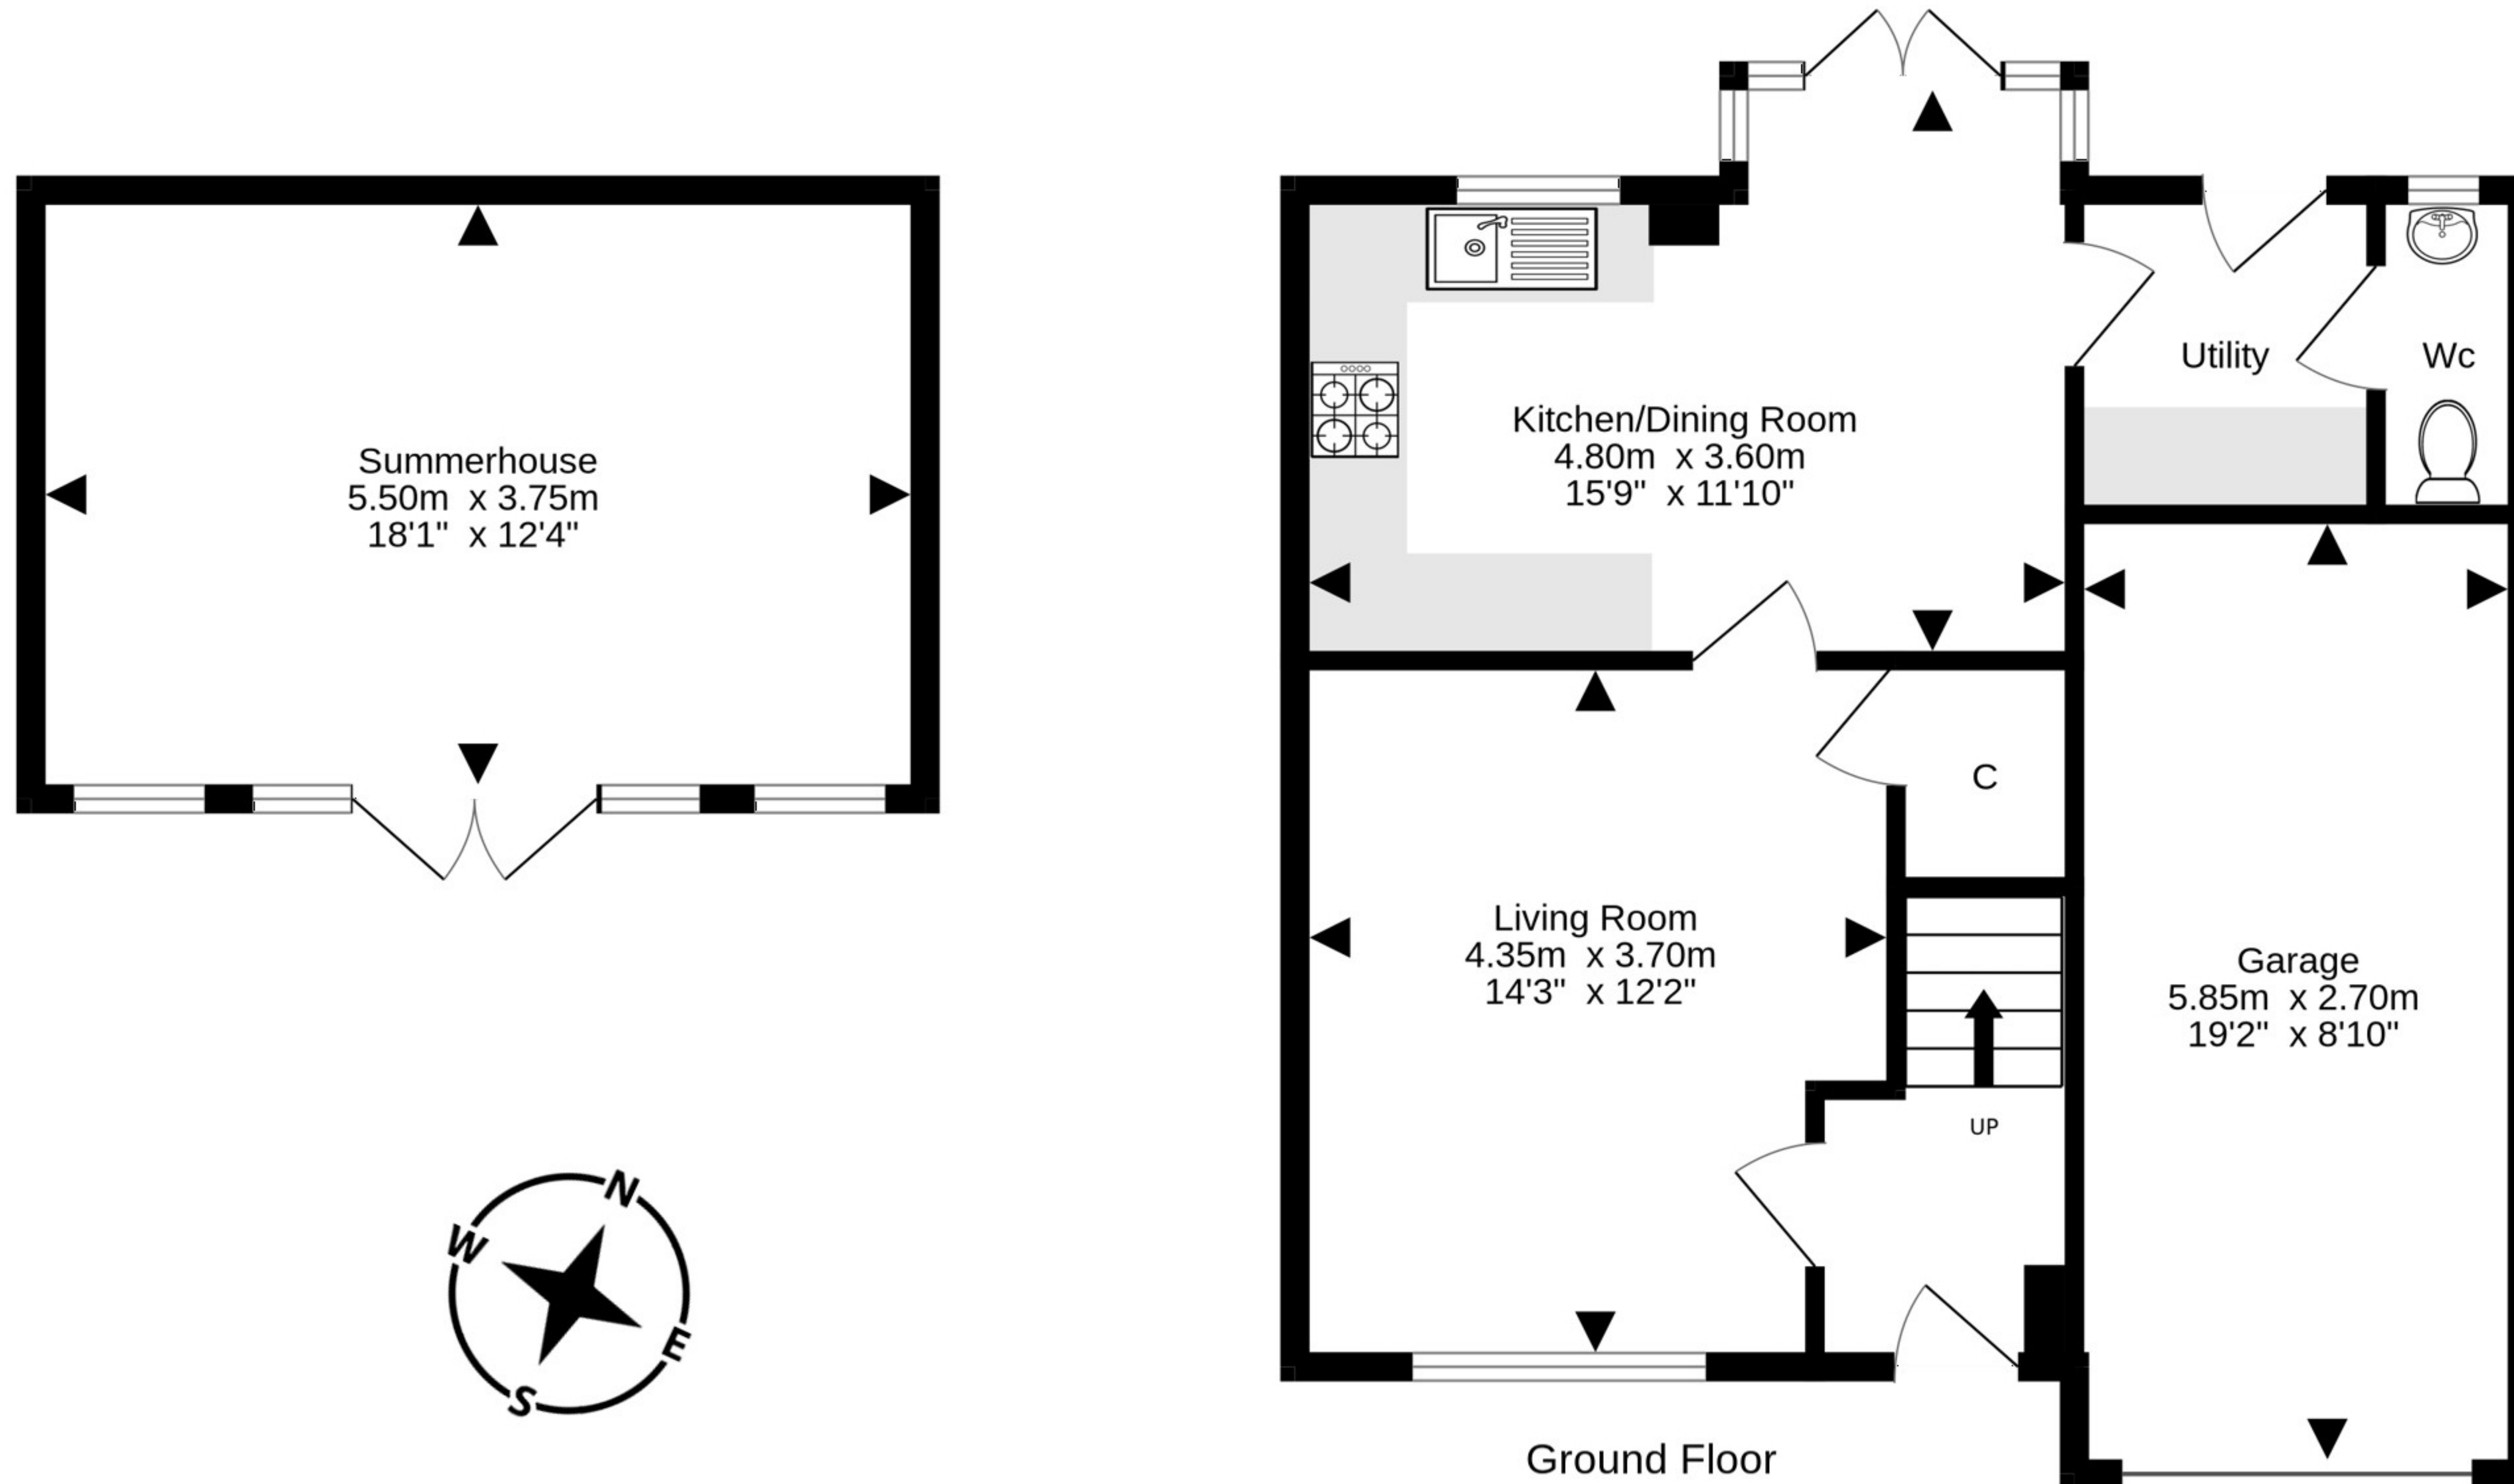 Utility
Wc
Kitchen/Dining Room
4.80m x 3.60m
15'9" x 11'10"
Summerhouse
5.50m x 3.75m
18'1" x 12'4"
C
Living Room
4.35m x 3.70m
14'3" x 12'2"
Garage
5.85m x 2.70m
19'2" x 8'10"
UP
N
W
E
S
Ground Floor